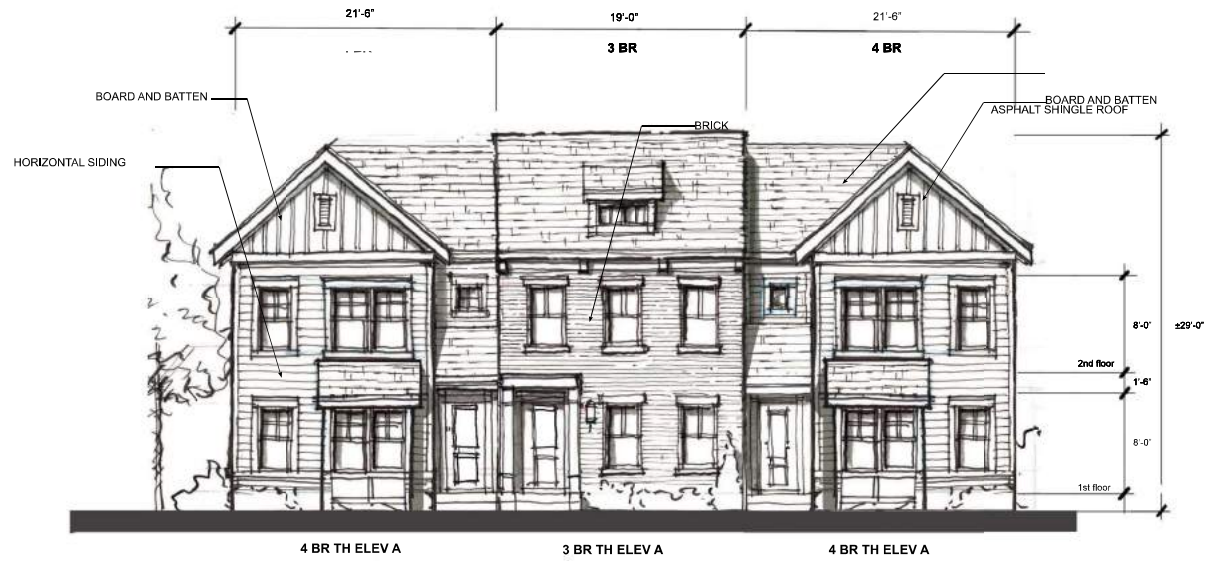 21'-6"
19'-0"
21'-6"
3 BR
4 BR
BOARD AND BATTEN
BOARD AND BATTEN
ASPHALT SHINGLE ROOF
BRICK
HORIZONTAL SIDING
8'-0"
±29'-0"
2nd floor
1'-6"
8'-0"
1st floor
4 BR TH ELEV A
3 BR TH ELEV A
4 BR TH ELEV A